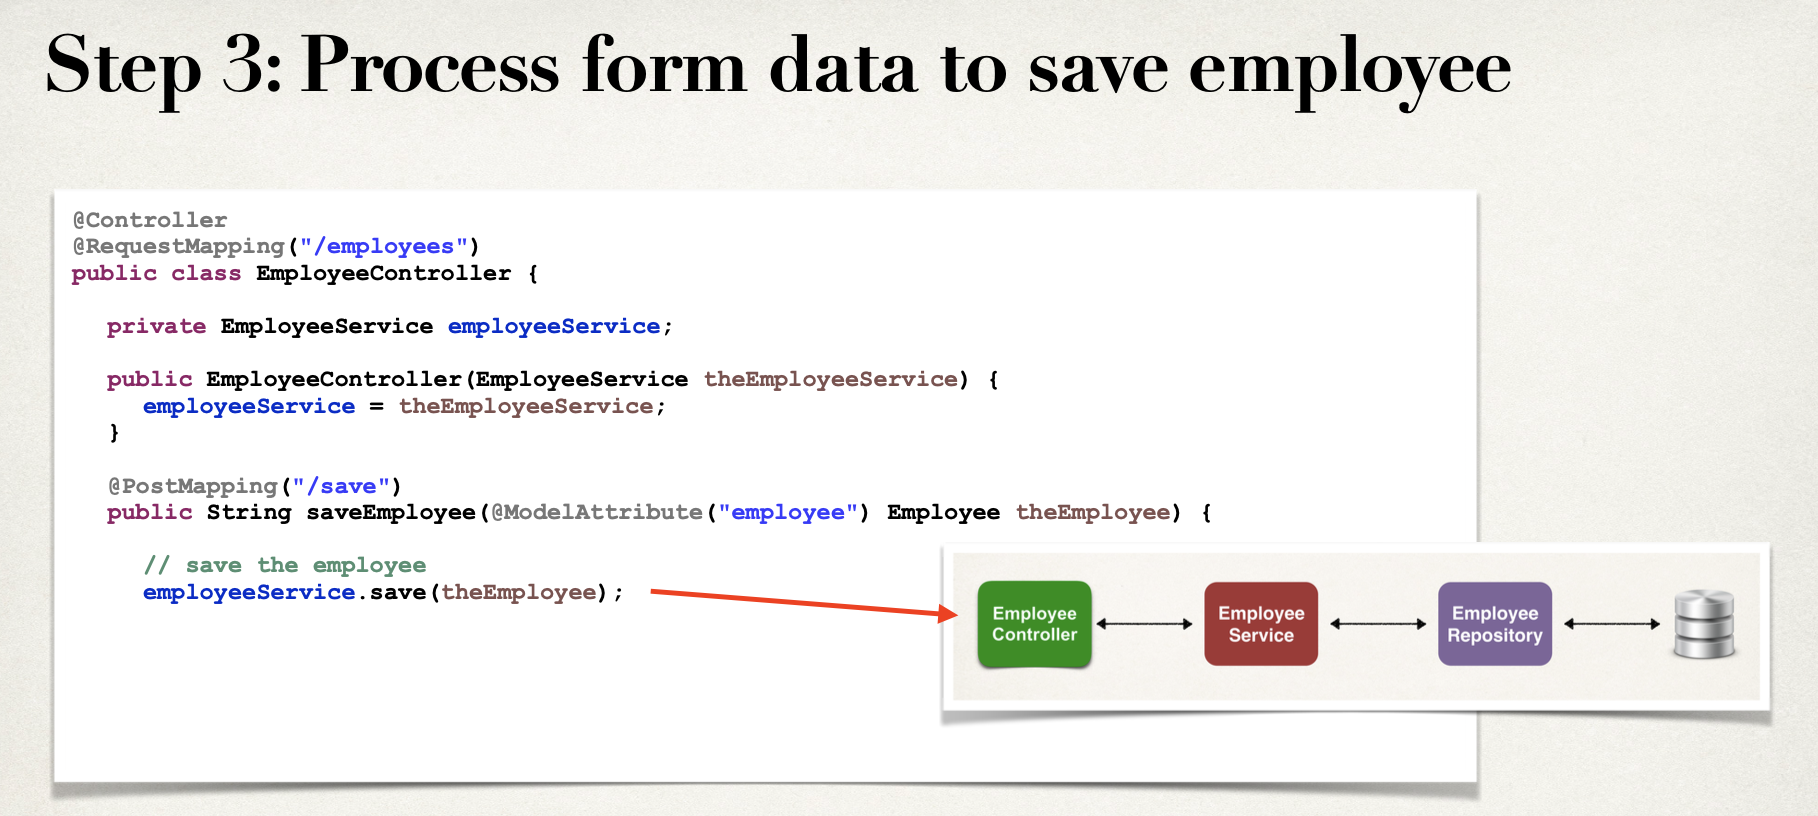 Step 3: Process form data to save employee
@Controller
@RequestMapping("/employees")
public class EmployeeController {
private EmployeeService employeeService;
public EmployeeController(EmployeeService theEmployeeService) {
employeeService = theEmployeeService;
}
@PostMapping("/save")
public String saveEmployee(@ModelAttribute("employee") Employee theEmployee) {
// save the employee
employeeService.save(theEmployee);
Employee
Controller
Employee
Service
Employee
Repository